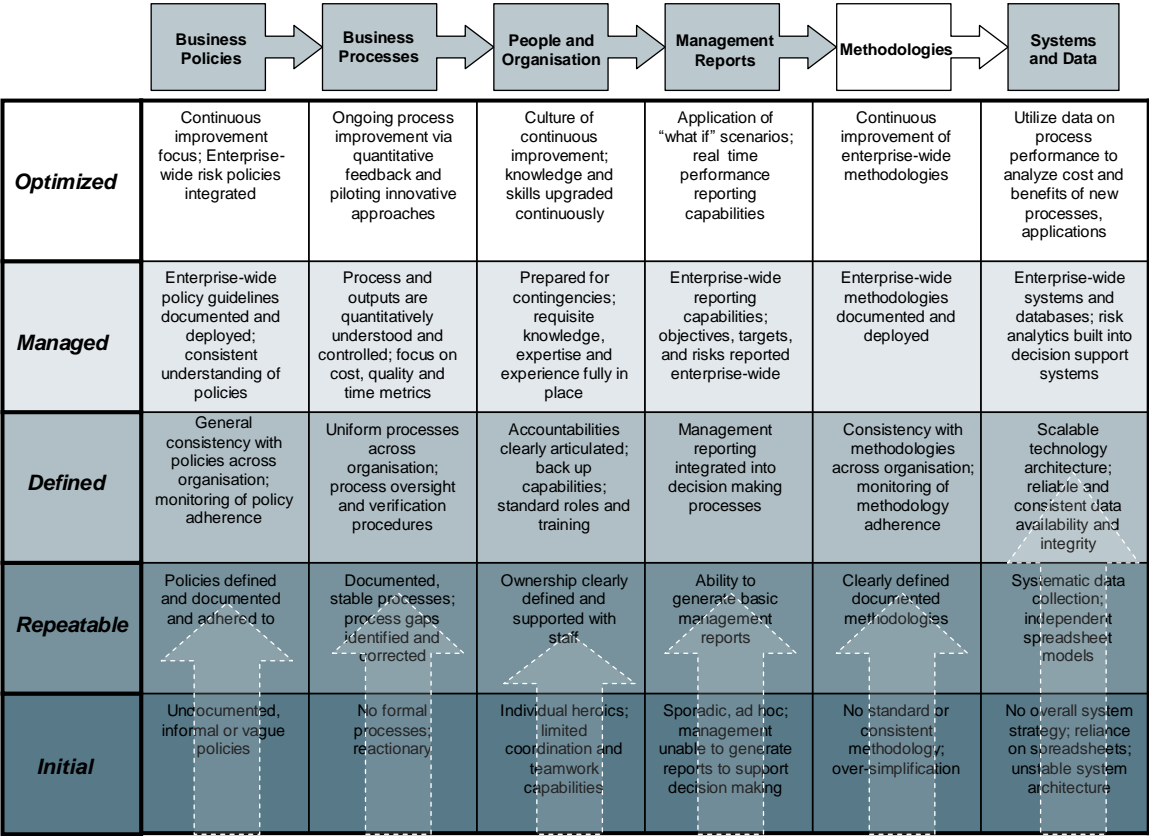 Business
Policies
Business
Processes
People and
Organisation
Management
Reports
Methodologies
Systems
and Data
Optimized
Continuous
improvement
focus; Enterprise-
wide risk policies
integrated
Ongoing process
improvement via
quantitative
feedback and
piloting innovative
approaches
Culture of
continuous
improvement;
knowledge and
skills upgraded
continuously
Application of
“what if” scenarios;
real time
performance
reporting
capabilities
Continuous
improvement of
enterprise-wide
methodologies
Utilize data on
process
performance to
analyze cost and
benefits of new
processes,
applications
Managed
Enterprise-wide
policy guidelines
documented and
deployed;
consistent
understanding of
policies
Process and
outputs are
quantitatively
understood and
controlled; focus on
cost, quality and
time metrics
Prepared for
contingencies;
requisite
knowledge,
expertise and
experience fully in
place
Enterprise-wide
reporting
capabilities;
objectives, targets,
and risks reported
enterprise-wide
Enterprise-wide
methodologies
documented and
deployed
Enterprise-wide
systems and
databases; risk
analytics built into
decision support
systems
Defined
General
consistency with
policies across
organisation;
monitoring of policy
adherence
Uniform processes
across
organisation;
process oversight
and verification
procedures
Accountabilities
clearly articulated;
back up
capabilities;
standard roles and
training
Management
reporting
integrated into
decision making
processes
Consistency with
methodologies
across organisation;
monitoring of
methodology
adherence
Scalable
technology
architecture;
reliable and
consistent data
availability and
integrity
Repeatable
Policies defined
and documented
and adhered to
Documented,
stable processes;
process gaps
identified and
corrected
Ownership clearly
defined and
supported with
staff
Ability to
generate basic
management
reports
Clearly defined
documented
methodologies
Systematic data
collection;
independent
spreadsheet
models
Initial
Undocumented,
informal or vague
policies
No formal
processes;
reactionary
Individual heroics;
limited
coordination and
teamwork
capabilities
Sporadic, ad hoc;
management
unable to generate
reports to support
decision making
No standard or
consistent
methodology;
over-simplification
No overall system
strategy; reliance
on spreadsheets;
unstable system
architecture